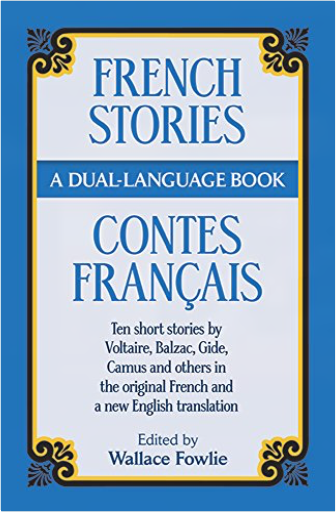 FRENCH
STORIES
A DUAL-LANGUAGE BOOK
CONTES
FRANÇAIS
Ten short stories by
Voltaire, Balzac, Gide,
Camus and others in
the original French and
a new English translation
Edited by
Wallace Fowlie